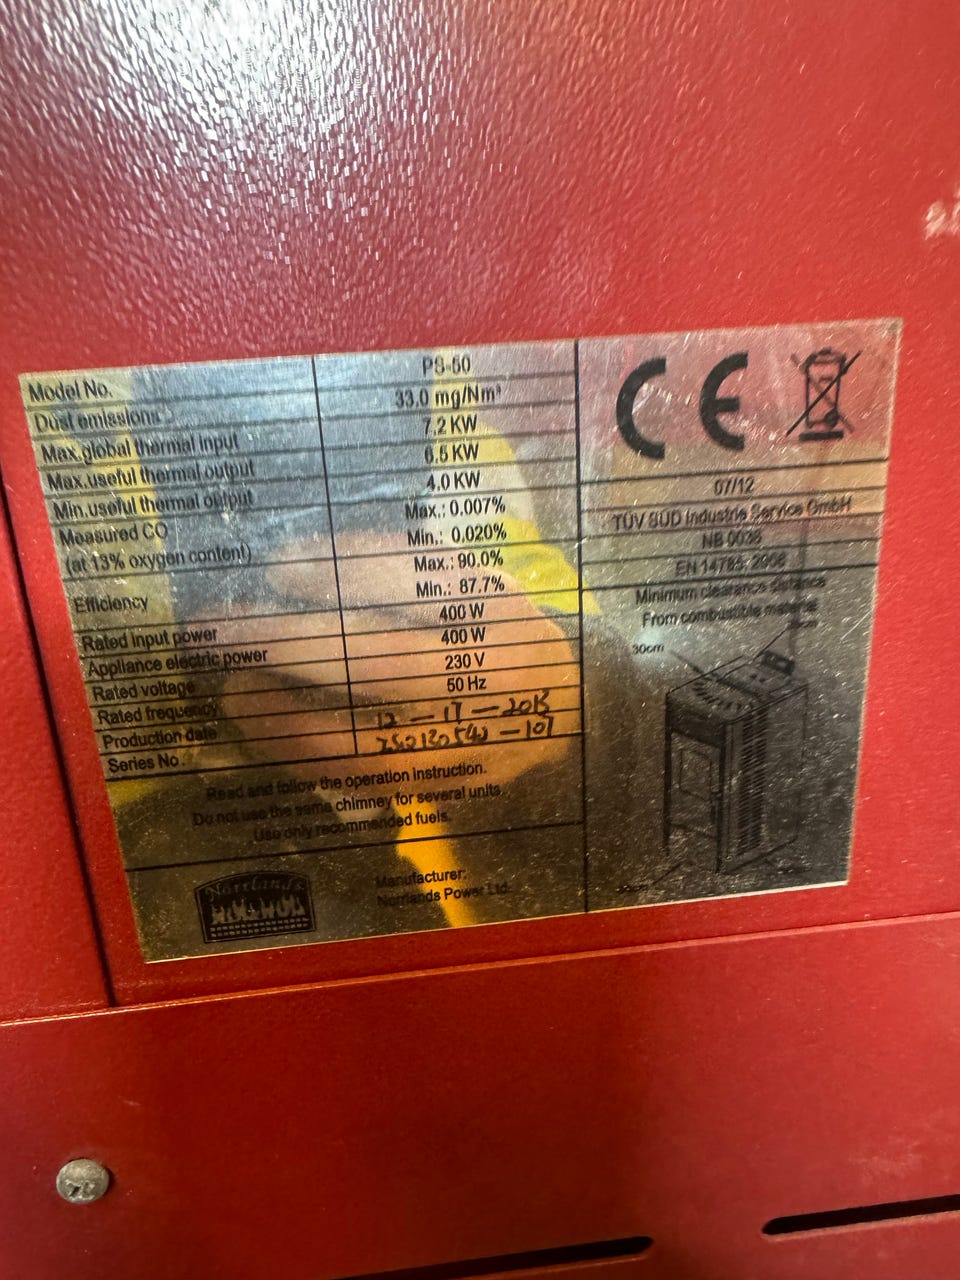 Model No. PS-50
Dust emissions 33.0 mg/Nm³
Max.global thermal input 7.2 KW
Max.useful thermal output 6.5 KW
Min.useful thermal output 4.0 KW
Measured CO Max.: 0.007%
(at 13% oxygen content) Min.: 0.020%
Efficiency Max.: 90.0%
Min.: 87.7%
Rated input power 400 W
Appliance electric power 400 W
Rated voltage 230 V
Rated frequency 50 Hz
Production date 12 - 17 - 2015
Series No.
Read and follow the operation instruction.
Do not use the same chimney for several units.
Use only recommended fuels.
Norrlands
Manufacturer:
Norrlands Power Ltd.
CE
07/12
TÜV SÜD Industrie Service GmbH
NB 0036
EN 14785: 2006
Minimum clearance distance
From combustible material
30cm